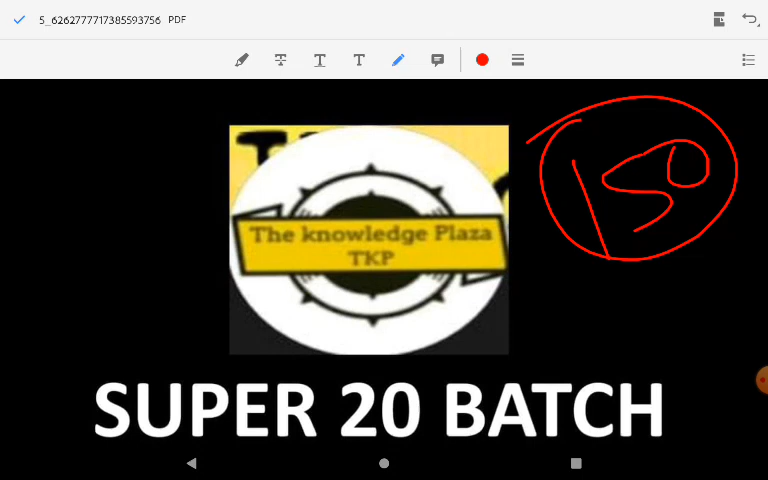 5_6262777717385593756 PDF
The knowledge Plaza
TKP
150
SUPER 20 BATCH